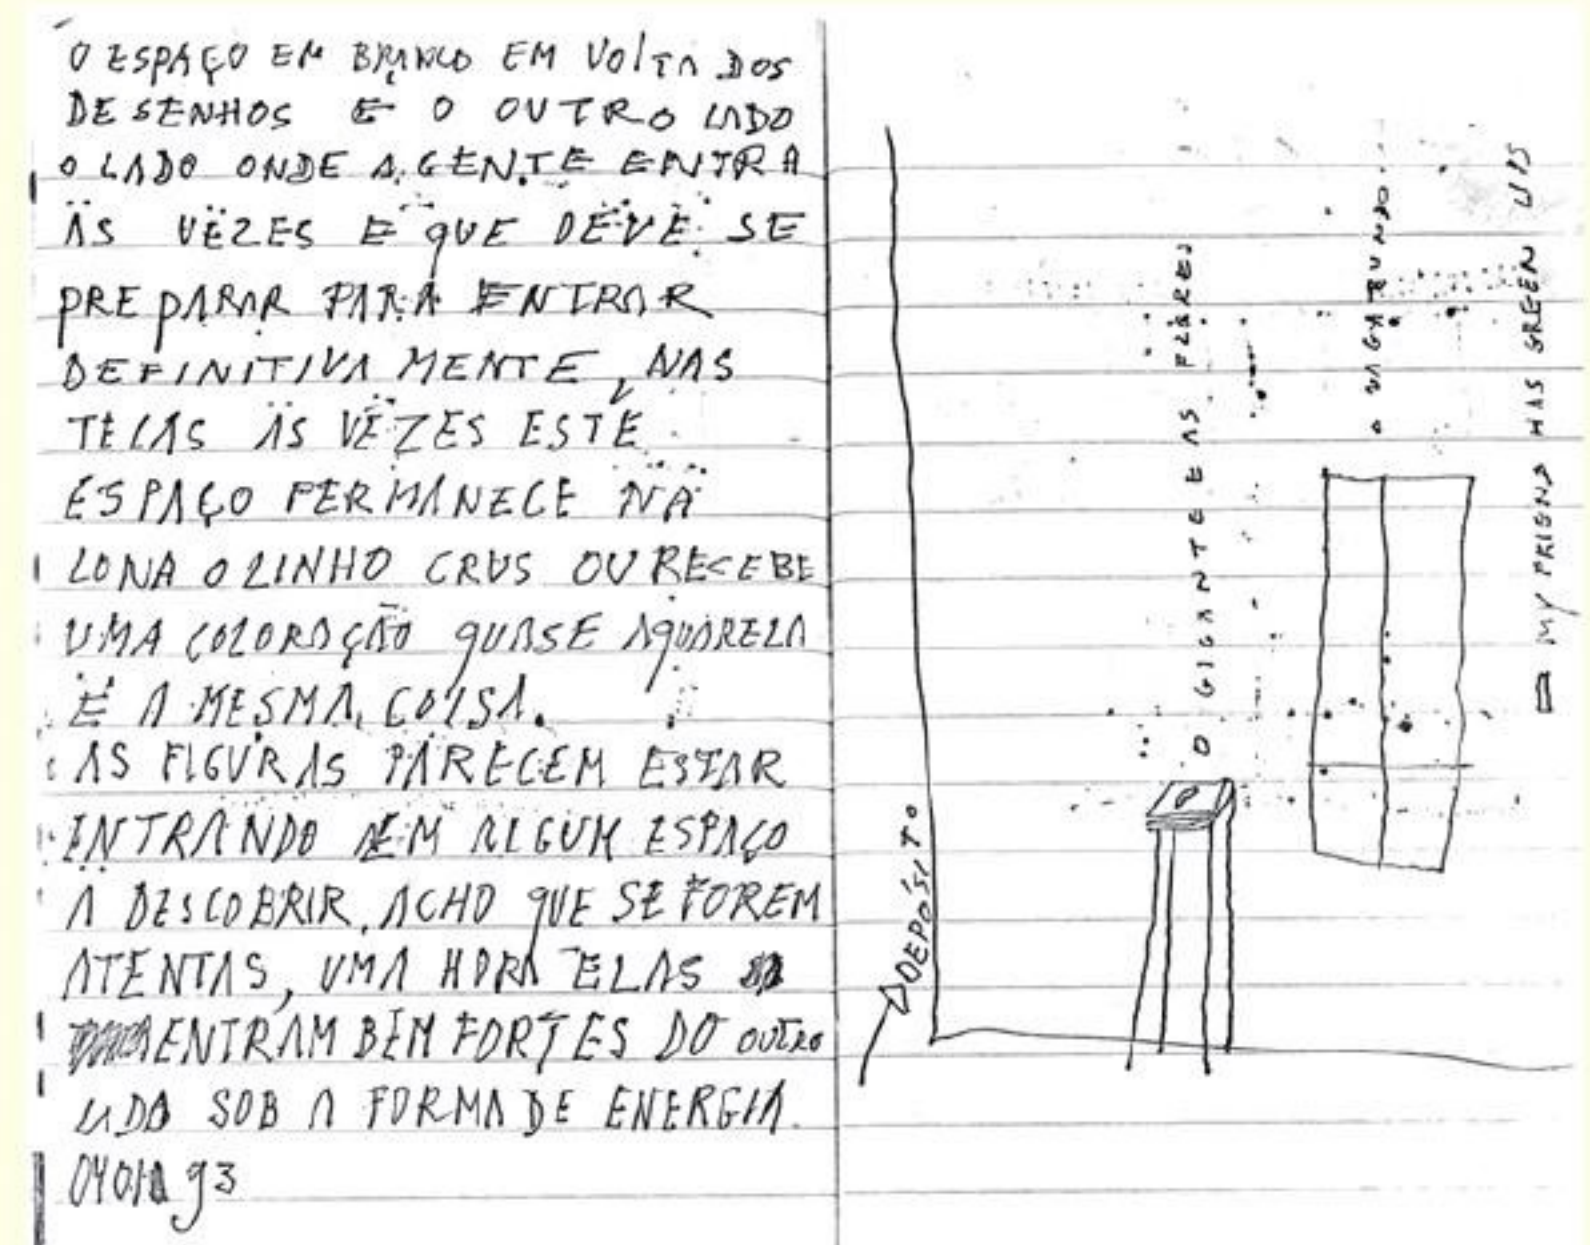 O ESPAÇO EM BRANCO EM VOLTA DOS
DESENHOS E O OUTRO LADO
O LADO ONDE A GENTE ENTRA
ÀS VEZES E QUE DEVE SE
PREPARAR PARA ENTRAR
DEFINITIVAMENTE, NAS
TELAS ÀS VEZES ESTE
ESPAÇO PERMANECE NA
LONA O LINHO CRUS OU RECEBE
UMA COLORAÇÃO QUASE AQUARELA
É A MESMA COISA.
AS FIGURAS PARECEM ESTAR
ENTRANDO EM ALGUM ESPAÇO
A DESCOBRIR. ACHO QUE SE FOREM
ATENTAS, UMA HORA ELAS
ENTRAM BEM FORTES DO OUTRO
LADO SOB A FORMA DE ENERGIA.
93
DEPÓSITO
O GIGANTE E AS FLORES
O VAGABUNDO
MY FRIEND HAS GREEN